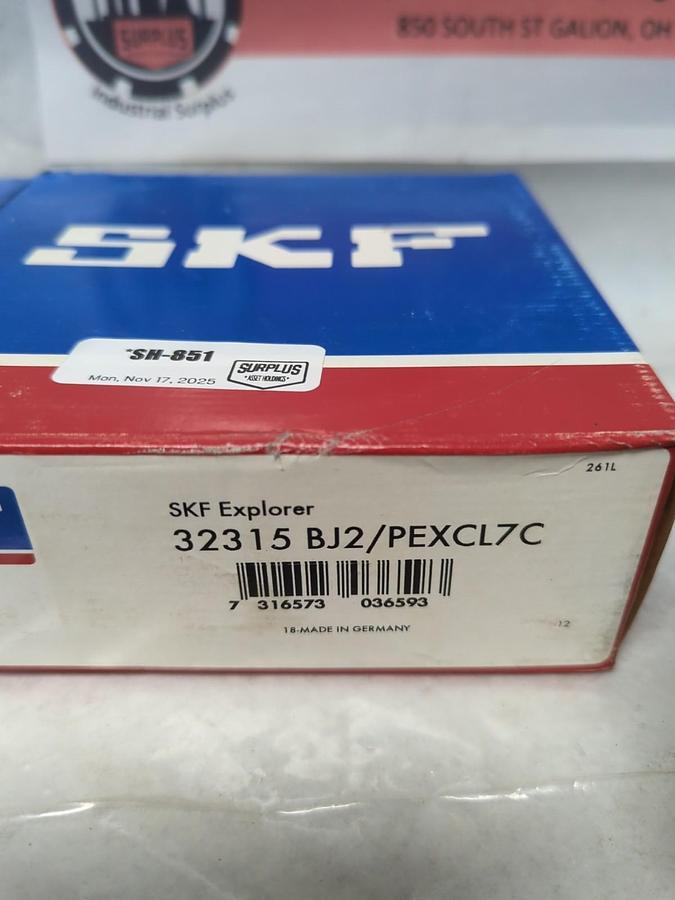 SURPLUS
Industrial Surplus
850 SOUTH ST GALION, OH
SKF
*SH-851
Mon, Nov 17, 2025
SURPLUS
• ASSET HOLDINGS •
261L
SKF Explorer
32315 BJ2/PEXCL7C
7 316573 036593
18-MADE IN GERMANY
12